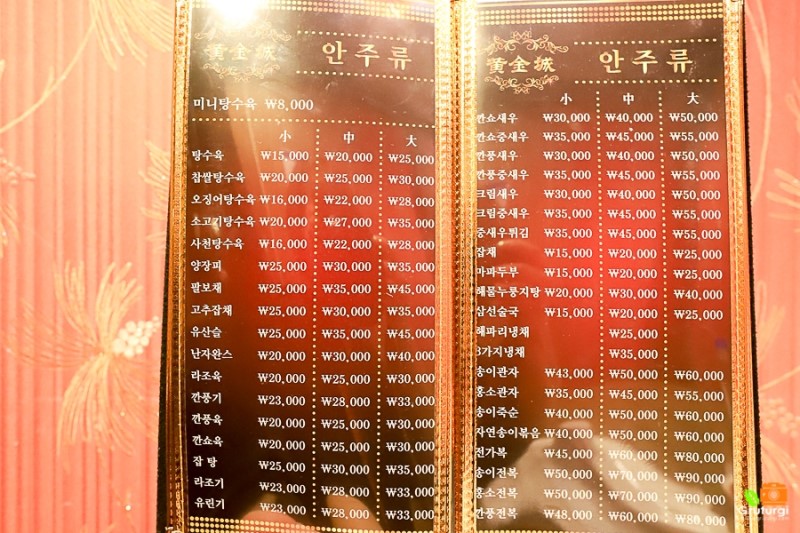 黃金城 안주류
미니탕수육 ₩8,000
小 中 大
탕수육 ₩15,000 ₩20,000 ₩25,000
찹쌀탕수육 ₩20,000 ₩25,000 ₩30,000
오징어탕수육 ₩16,000 ₩22,000 ₩28,000
소고기탕수육 ₩20,000 ₩27,000 ₩35,000
사천탕수육 ₩16,000 ₩22,000 ₩28,000
양장피 ₩25,000 ₩30,000 ₩35,000
팔보채 ₩25,000 ₩35,000 ₩45,000
고추잡채 ₩25,000 ₩30,000 ₩35,000
유산슬 ₩25,000 ₩35,000 ₩45,000
난자완스 ₩20,000 ₩30,000 ₩40,000
라조육 ₩20,000 ₩25,000 ₩30,000
깐풍기 ₩23,000 ₩28,000 ₩33,000
깐풍육 ₩20,000 ₩25,000 ₩30,000
깐쇼육 ₩20,000 ₩25,000 ₩30,000
잡탕 ₩25,000 ₩30,000 ₩35,000
라조기 ₩23,000 ₩28,000 ₩33,000
유린기 ₩23,000 ₩28,000 ₩33,000
黃金城 안주류
小 中 大
깐쇼새우 ₩30,000 ₩40,000 ₩50,000
깐쇼중새우 ₩35,000 ₩45,000 ₩55,000
깐풍새우 ₩30,000 ₩40,000 ₩50,000
깐풍중새우 ₩35,000 ₩45,000 ₩55,000
크림새우 ₩30,000 ₩40,000 ₩50,000
크림중새우 ₩35,000 ₩45,000 ₩55,000
중새우튀김 ₩35,000 ₩45,000 ₩55,000
잡채 ₩15,000 ₩20,000 ₩25,000
마파두부 ₩15,000 ₩20,000 ₩25,000
해물누룽지탕 ₩20,000 ₩30,000 ₩40,000
삼선술국 ₩15,000 ₩20,000 ₩25,000
해파리냉채 ₩25,000
3가지냉채 ₩35,000
송이관자 ₩43,000 ₩50,000 ₩60,000
홍소관자 ₩35,000 ₩45,000 ₩55,000
송이죽순 ₩40,000 ₩50,000 ₩60,000
자연송이볶음 ₩40,000 ₩50,000 ₩60,000
전가복 ₩45,000 ₩60,000 ₩80,000
송이전복 ₩50,000 ₩70,000 ₩90,000
홍소전복 ₩50,000 ₩70,000 ₩90,000
깐풍전복 ₩48,000 ₩60,000 ₩80,000
Sruturgi